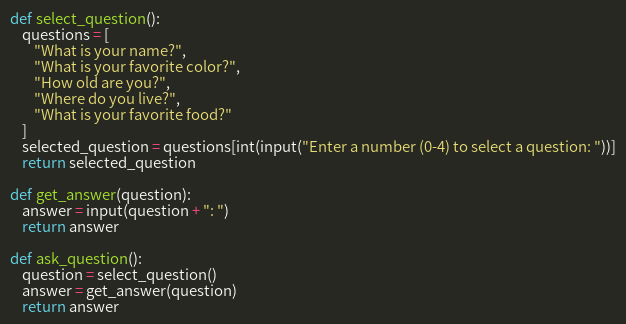 def select_question():
    questions = [
        "What is your name?",
        "What is your favorite color?",
        "How old are you?",
        "Where do you live?",
        "What is your favorite food?"
    ]
    selected_question = questions[int(input("Enter a number (0-4) to select a question: "))]
    return selected_question

def get_answer(question):
    answer = input(question + ": ")
    return answer

def ask_question():
    question = select_question()
    answer = get_answer(question)
    return answer